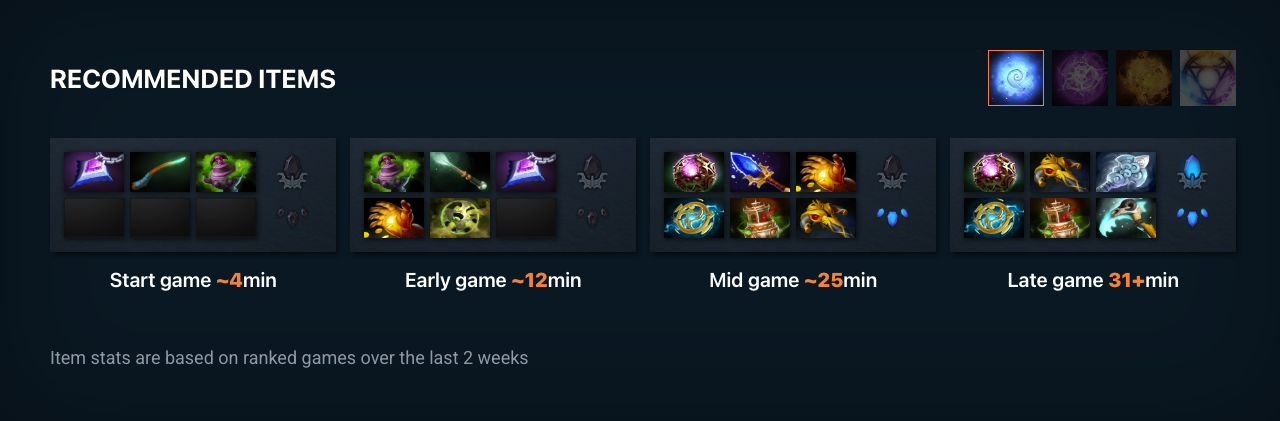 RECOMMENDED ITEMS
Start game ~4min
Early game ~12min
Mid game ~25min
Late game 31+min
Item stats are based on ranked games over the last 2 weeks